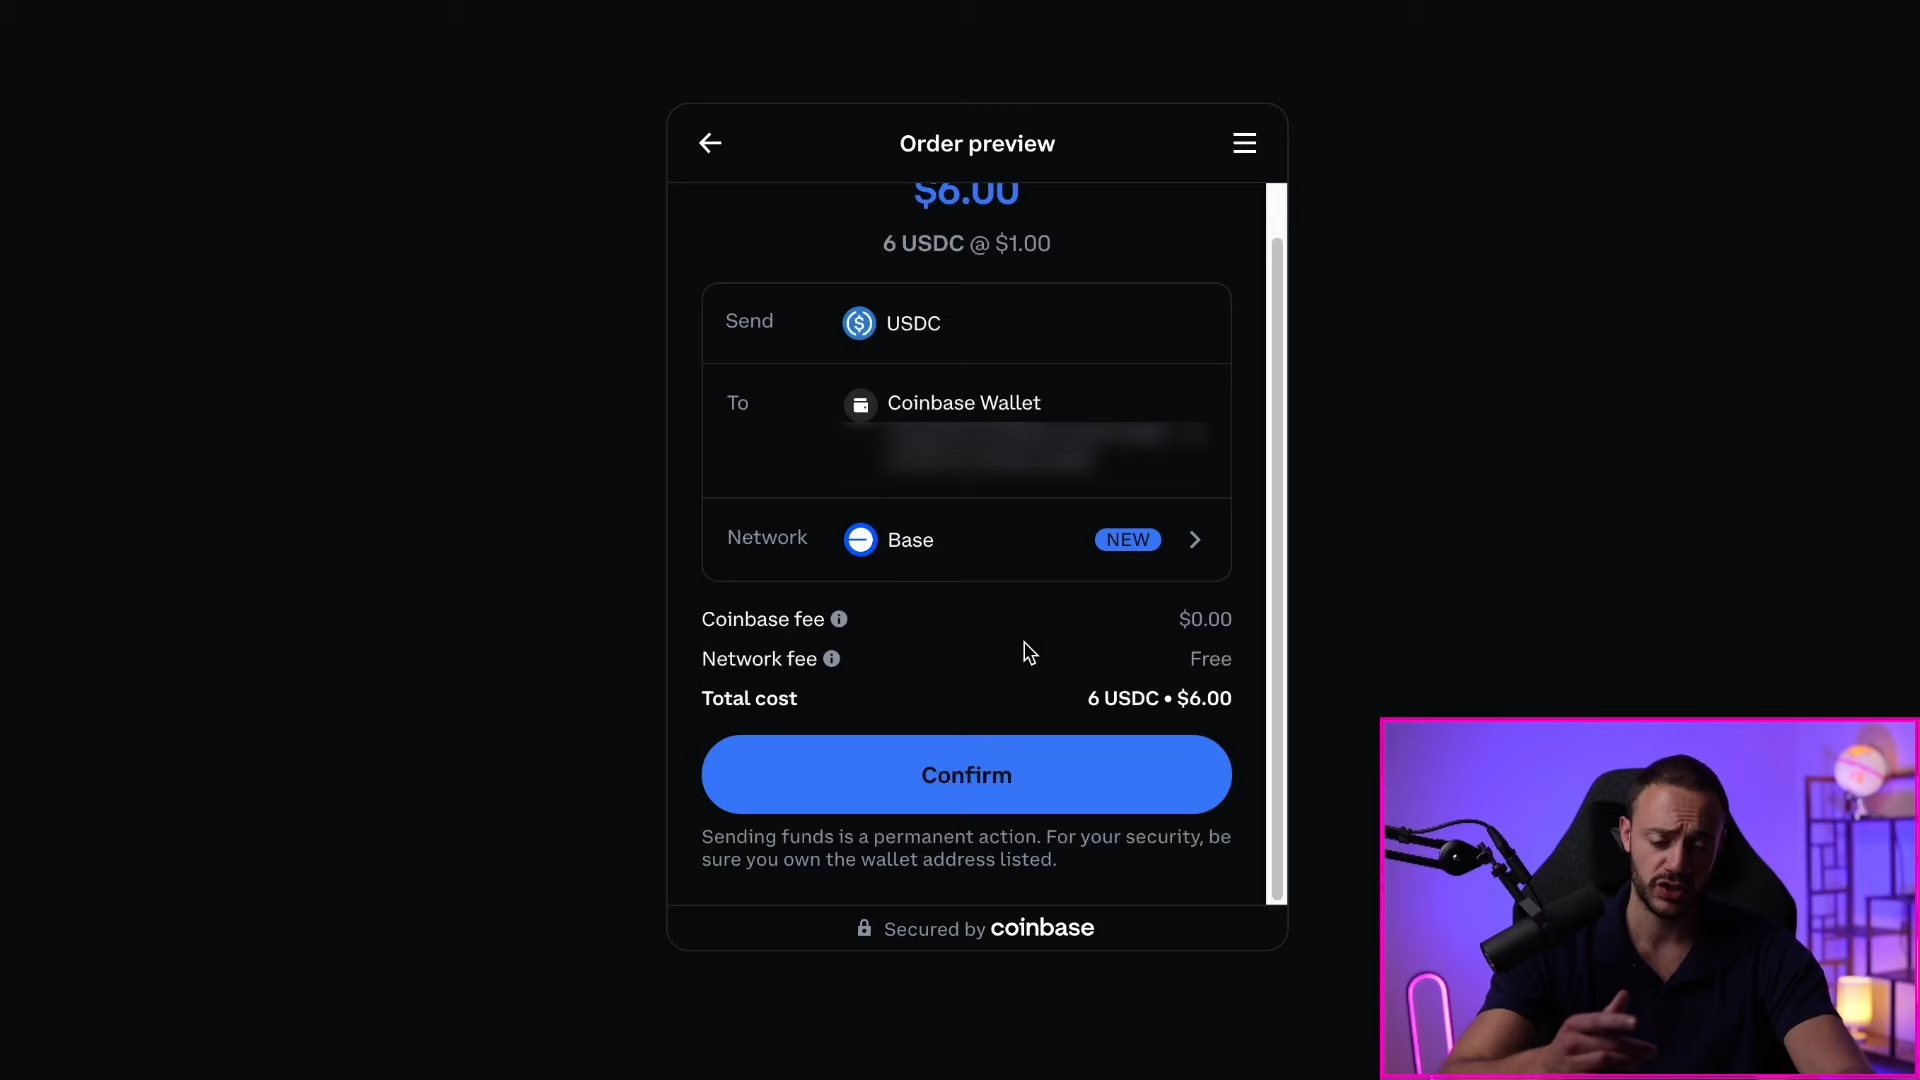 Order preview
$6.00
6 USDC @ $1.00
Send USDC
To Coinbase Wallet
Network Base NEW
Coinbase fee $0.00
Network fee Free
Total cost 6 USDC • $6.00
Confirm
Sending funds is a permanent action. For your security, be
sure you own the wallet address listed.
Secured by coinbase